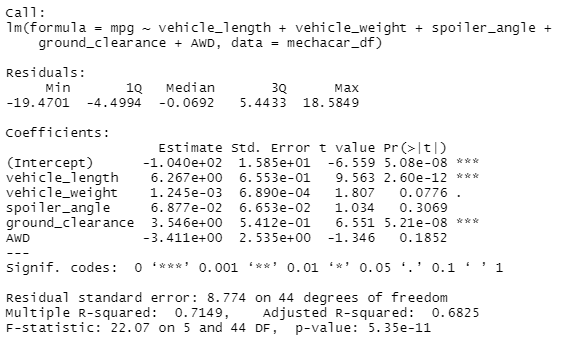 Call:
lm(formula = mpg ~ vehicle_length + vehicle_weight + spoiler_angle +
    ground_clearance + AWD, data = mechacar_df)

Residuals:
     Min       1Q   Median       3Q      Max
-19.4701  -4.4994  -0.0692   5.4433  18.5849

Coefficients:
                   Estimate Std. Error t value Pr(>|t|)
(Intercept)      -1.040e+02  1.585e+01  -6.559 5.08e-08 ***
vehicle_length    6.267e+00  6.553e-01   9.563 2.60e-12 ***
vehicle_weight    1.245e-03  6.890e-04   1.807   0.0776 .
spoiler_angle     6.877e-02  6.653e-02   1.034   0.3069
ground_clearance  3.546e+00  5.412e-01   6.551 5.21e-08 ***
AWD              -3.411e+00  2.535e+00  -1.346   0.1852
---
Signif. codes:  0 ‘***’ 0.001 ‘**’ 0.01 ‘*’ 0.05 ‘.’ 0.1 ‘ ’ 1

Residual standard error: 8.774 on 44 degrees of freedom
Multiple R-squared:  0.7149,    Adjusted R-squared:  0.6825
F-statistic: 22.07 on 5 and 44 DF,  p-value: 5.35e-11